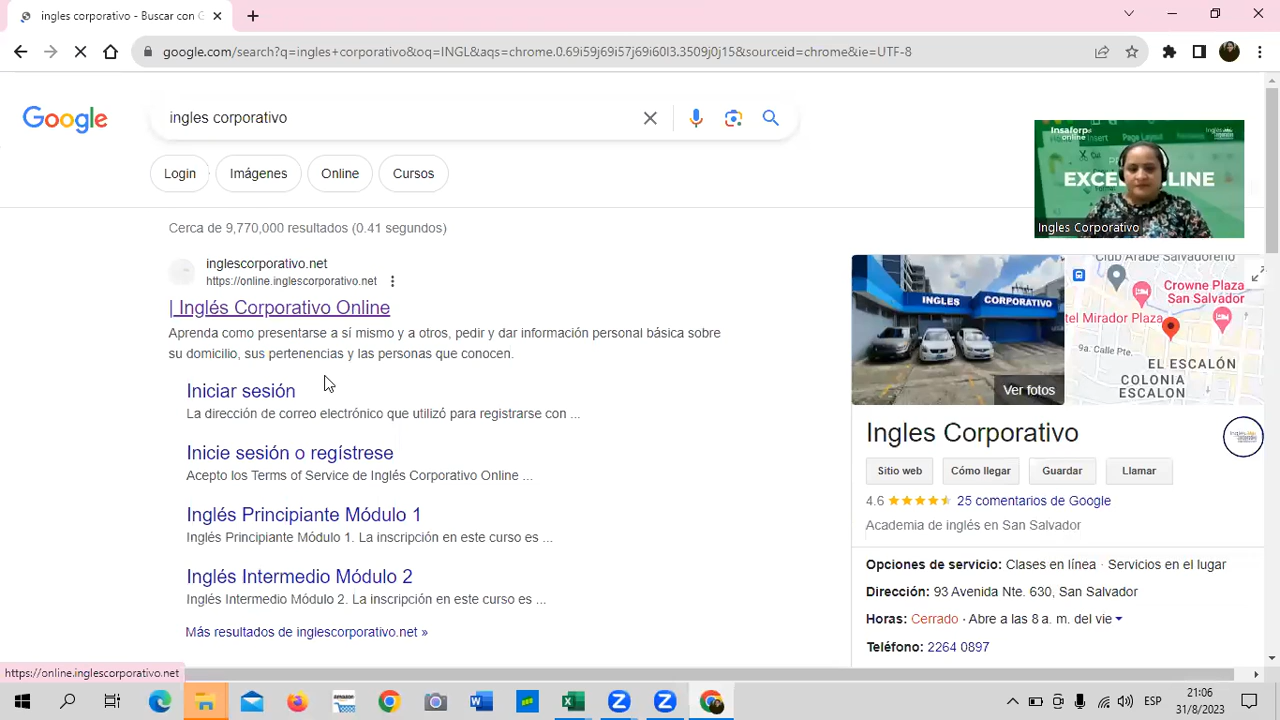 ingles corporativo - Buscar con G
google.com/search?q=ingles+corporativo&oq=INGL&aqs=chrome.0.69i59j69i57j69i60l3.3509j0j15&sourceid=chrome&ie=UTF-8
Google
ingles corporativo
Login
Imágenes
Online
Cursos
Cerca de 9,770,000 resultados (0.41 segundos)
inglescorporativo.net
https://online.inglescorporativo.net
| Inglés Corporativo Online
Aprenda como presentarse a sí mismo y a otros, pedir y dar información personal básica sobre
su domicilio, sus pertenencias y las personas que conocen.
Iniciar sesión
La dirección de correo electrónico que utilizó para registrarse con ...
Inicie sesión o regístrese
Acepto los Terms of Service de Inglés Corporativo Online ...
Inglés Principiante Módulo 1
Inglés Principiante Módulo 1. La inscripción en este curso es ...
Inglés Intermedio Módulo 2
Inglés Intermedio Módulo 2. La inscripción en este curso es ...
Más resultados de inglescorporativo.net »
https://online.inglescorporativo.net
Insaforp
online
Insert
Page Layout
Ingles Corporativo
INGLES
CORPORATIVO
Ver fotos
Club Arabe Salvadoreño
Crowne Plaza
San Salvador
tel Mirador Plaza
9a. Calle Pte.
EL ESCALÓN
COLONIA
ESCALON
Ingles Corporativo
Sitio web
Cómo llegar
Guardar
Llamar
4.6
25 comentarios de Google
Academia de inglés en San Salvador
Opciones de servicio: Clases en línea · Servicios en el lugar
Dirección: 93 Avenida Nte. 630, San Salvador
Horas: Cerrado · Abre a las 8 a. m. del vie
Teléfono: 2264 0897
ESP
21:06
31/8/2023